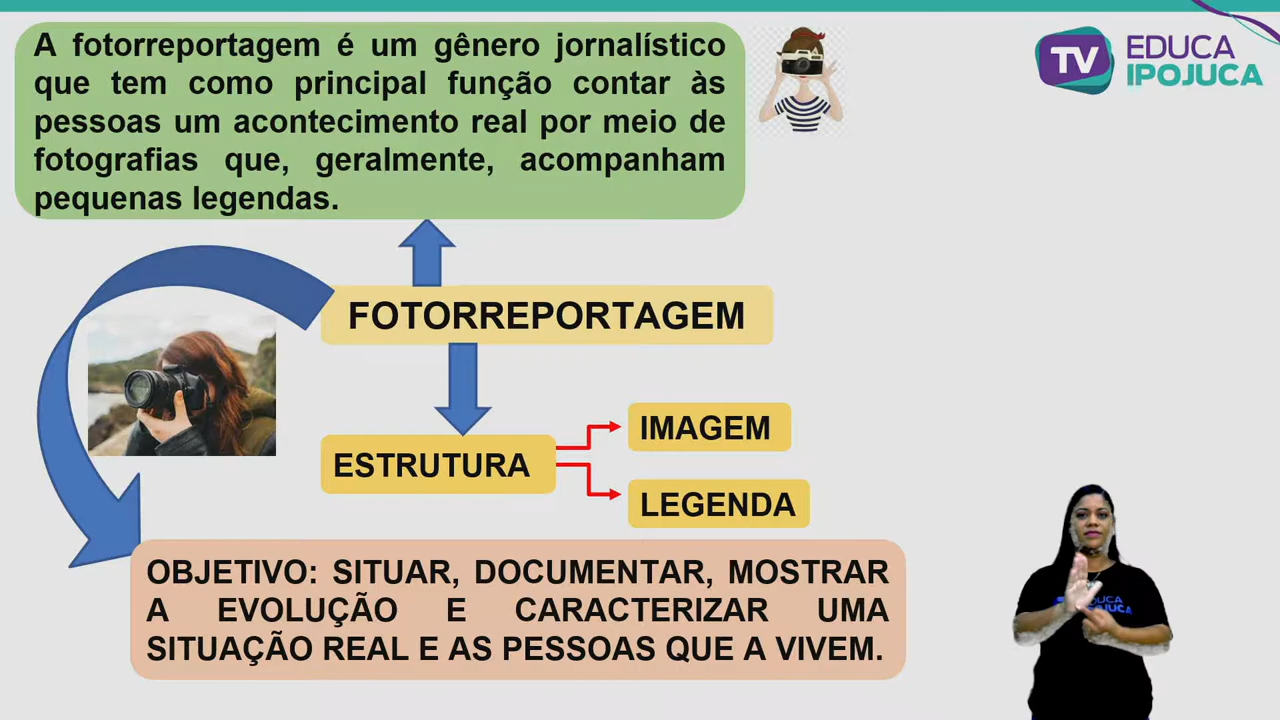 A fotorreportagem é um gênero jornalístico
que tem como principal função contar às
pessoas um acontecimento real por meio de
fotografias que, geralmente, acompanham
pequenas legendas.
TV EDUCA
IPOJUCA
FOTORREPORTAGEM
IMAGEM
ESTRUTURA
LEGENDA
OBJETIVO: SITUAR, DOCUMENTAR, MOSTRAR
A EVOLUÇÃO E CARACTERIZAR UMA
SITUAÇÃO REAL E AS PESSOAS QUE A VIVEM.